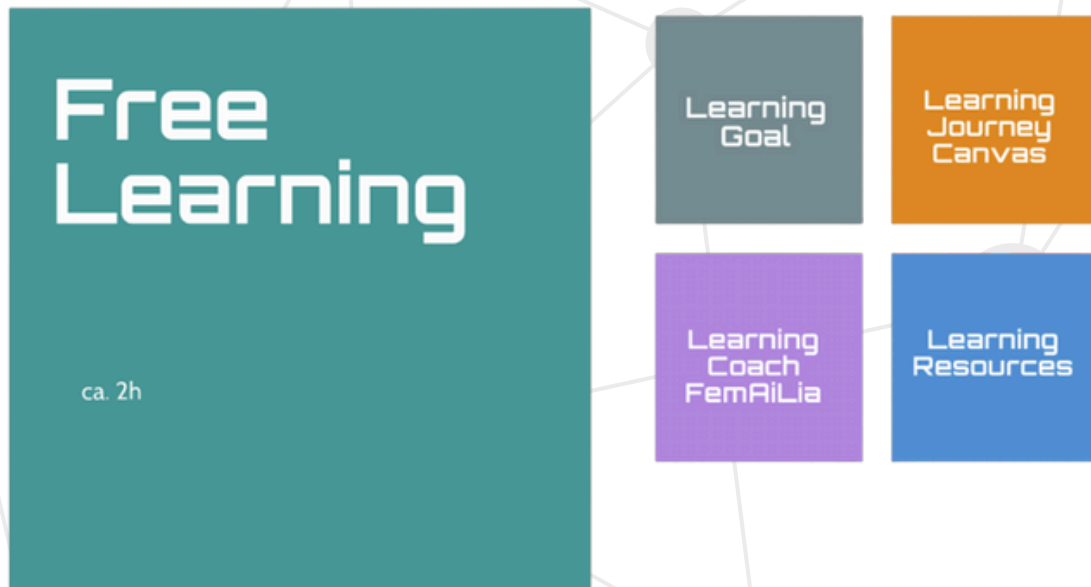 Free
Learning
ca. 2h
Learning
Goal
Learning
Journey
Canvas
Learning
Coach
FemAiLia
Learning
Resources